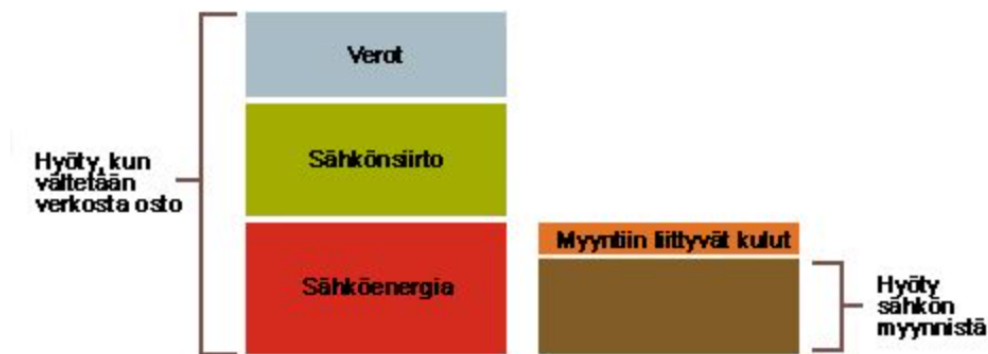 Verot
Sähkönsiirto
Hyöty, kun
vältetään
verkosta osto
Sähköenergia
Myyntiin liittyvät kulut
Hyöty
sähkön
myynnistä